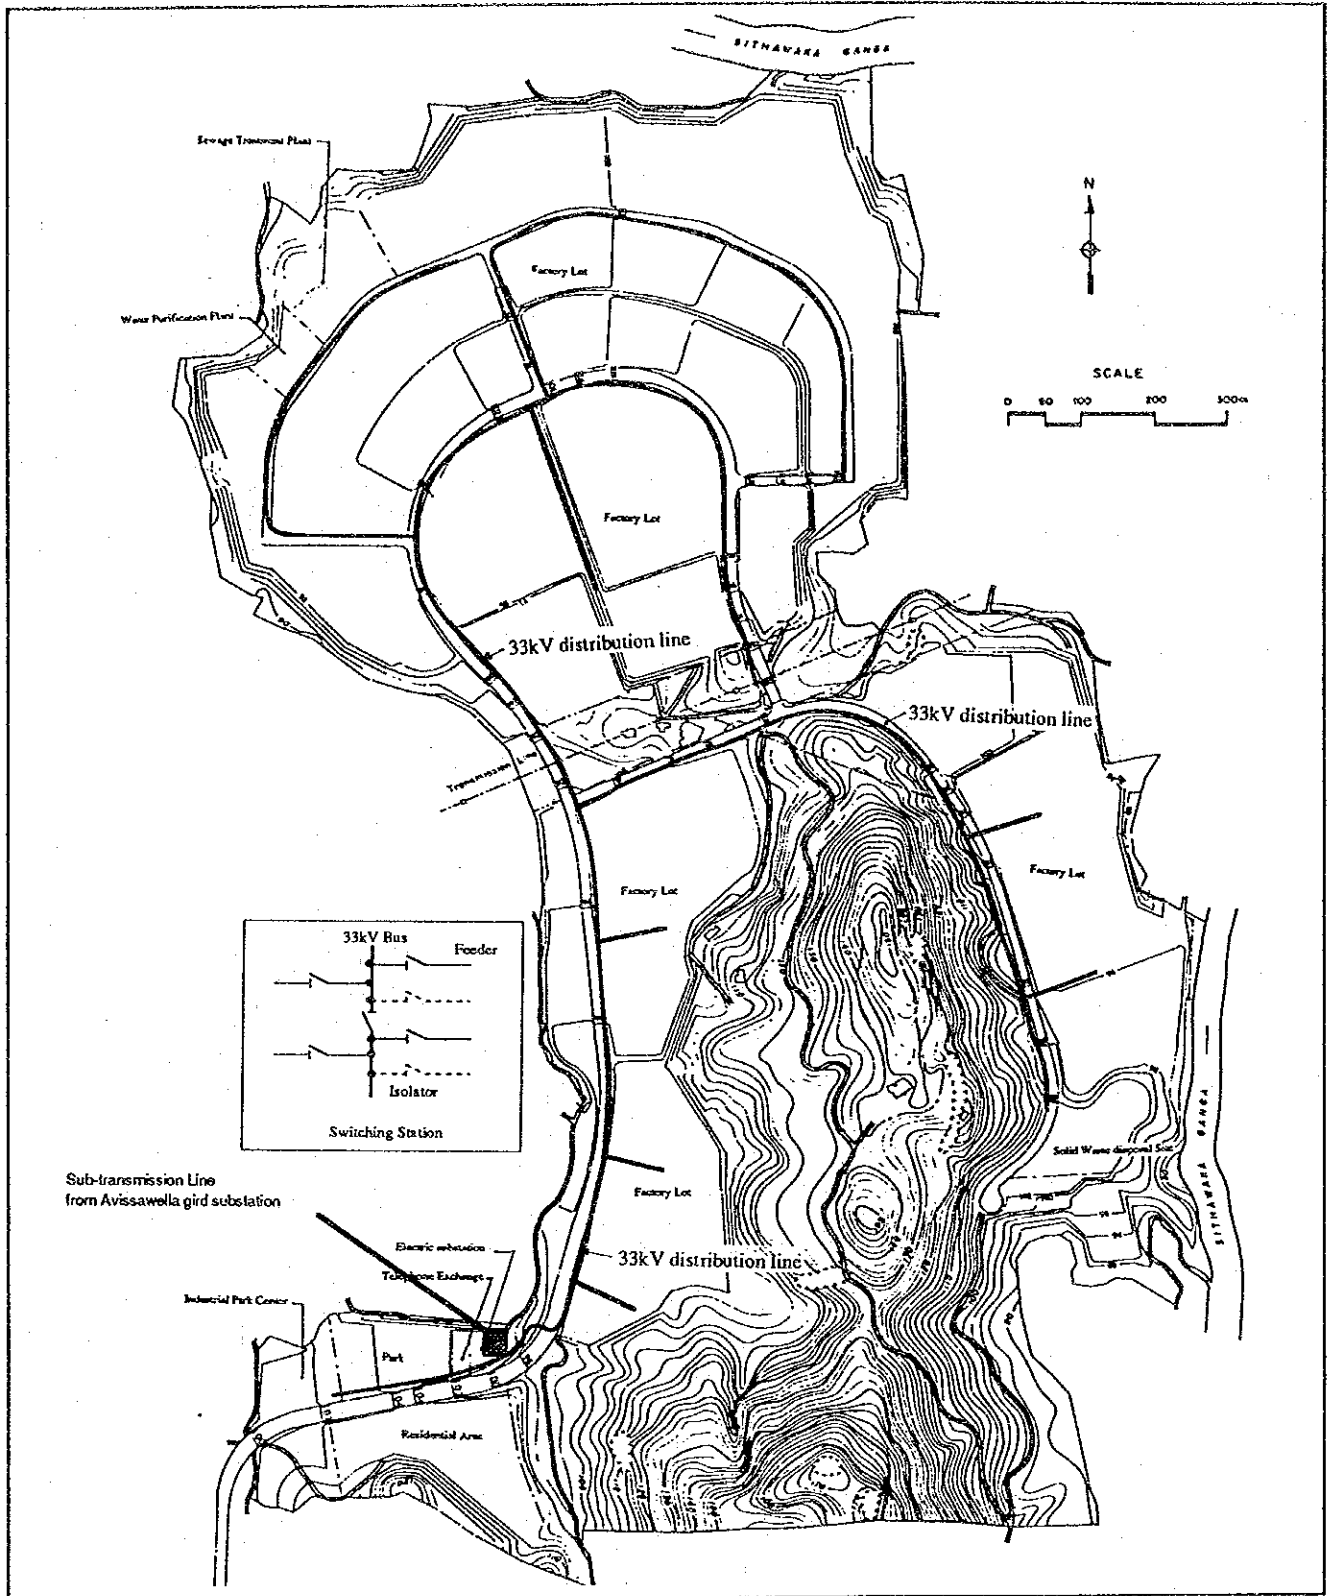 SITHAWAKA GANGA
Sewage Treatment Plant
N
Factory Lot
Water Purification Plant
SCALE
0 50 100 200 300m
Factory Lot
33kV distribution line
33kV distribution line
Transmission Line
Factory Lot
Factory Lot
33kV Bus
Feeder
Isolator
Switching Station
Solid Waste disposal Site
SITHAWAKA GANGA
Sub-transmission Line
from Avissawella gird substation
Factory Lot
Electric substation
33kV distribution line
Telephone Exchange
Industrial Park Center
Park
Residential Area